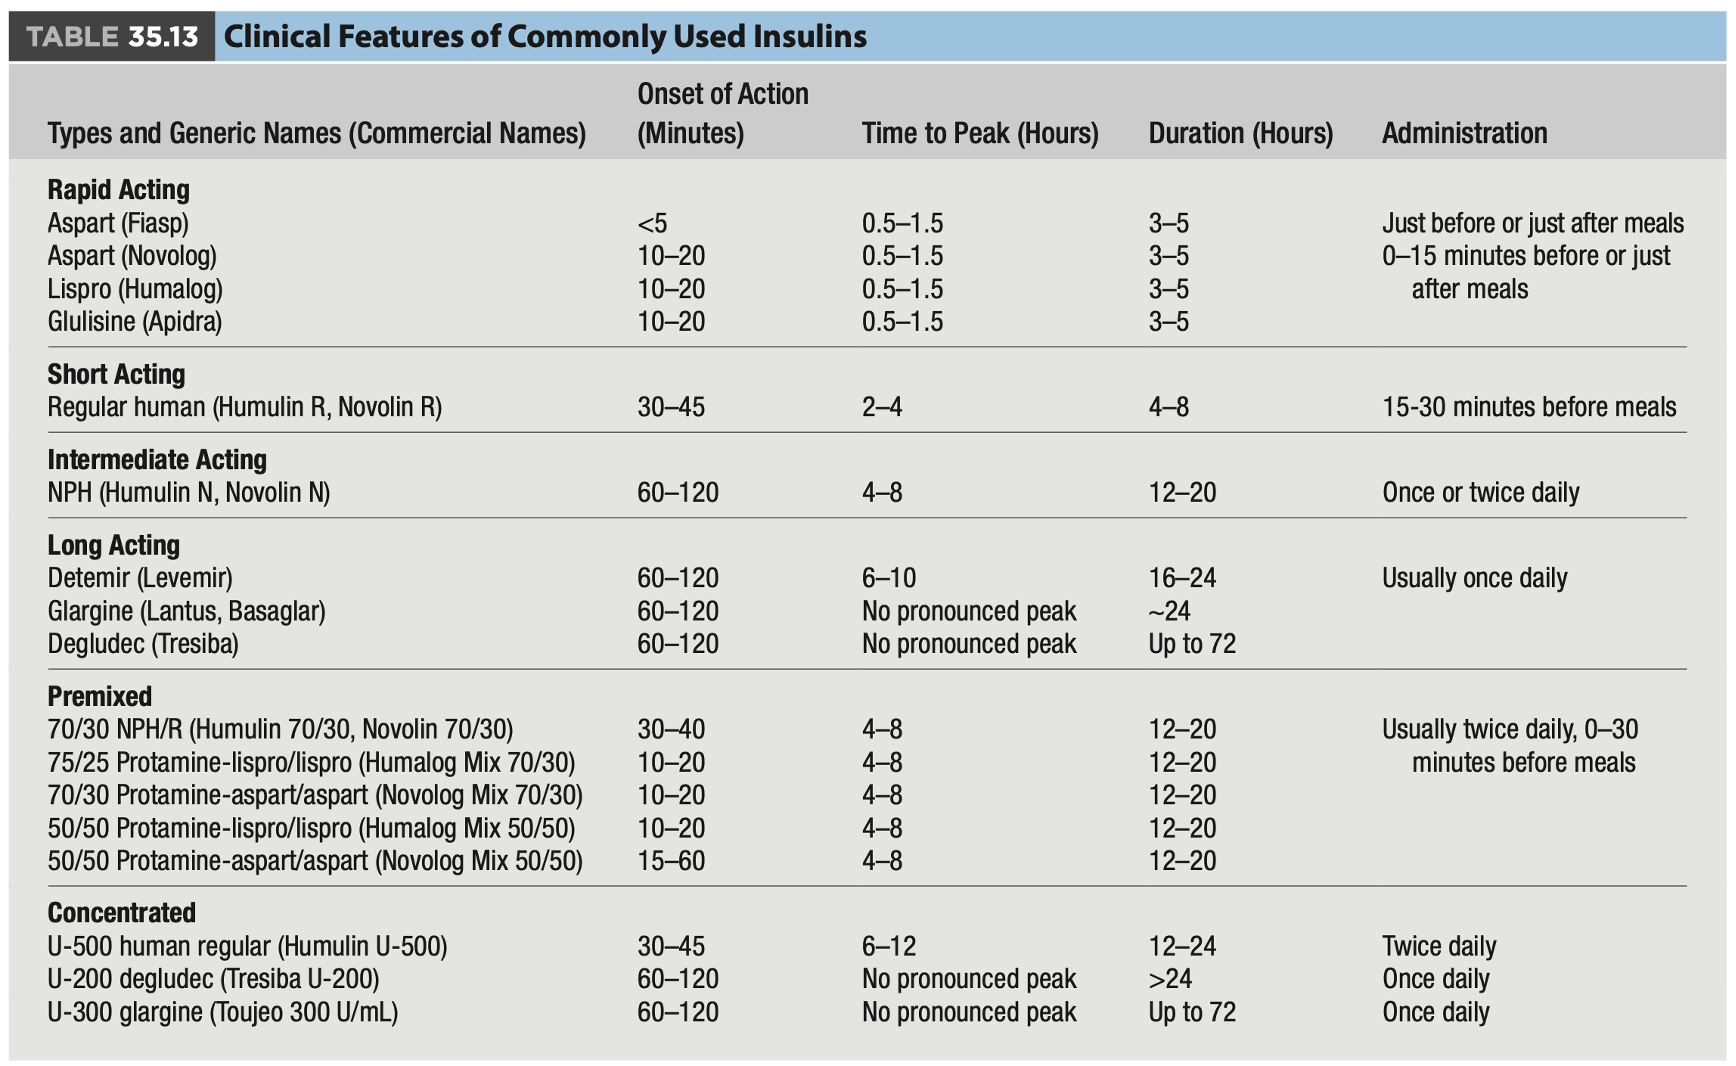 TABLE 35.13 Clinical Features of Commonly Used Insulins
Types and Generic Names (Commercial Names) Onset of Action (Minutes) Time to Peak (Hours) Duration (Hours) Administration
Rapid Acting
Aspart (Fiasp) <5 0.5–1.5 3–5 Just before or just after meals
Aspart (Novolog) 10–20 0.5–1.5 3–5 0–15 minutes before or just
Lispro (Humalog) 10–20 0.5–1.5 3–5 after meals
Glulisine (Apidra) 10–20 0.5–1.5 3–5
Short Acting
Regular human (Humulin R, Novolin R) 30–45 2–4 4–8 15-30 minutes before meals
Intermediate Acting
NPH (Humulin N, Novolin N) 60–120 4–8 12–20 Once or twice daily
Long Acting
Detemir (Levemir) 60–120 6–10 16–24 Usually once daily
Glargine (Lantus, Basaglar) 60–120 No pronounced peak ~24
Degludec (Tresiba) 60–120 No pronounced peak Up to 72
Premixed
70/30 NPH/R (Humulin 70/30, Novolin 70/30) 30–40 4–8 12–20 Usually twice daily, 0–30
75/25 Protamine-lispro/lispro (Humalog Mix 70/30) 10–20 4–8 12–20 minutes before meals
70/30 Protamine-aspart/aspart (Novolog Mix 70/30) 10–20 4–8 12–20
50/50 Protamine-lispro/lispro (Humalog Mix 50/50) 10–20 4–8 12–20
50/50 Protamine-aspart/aspart (Novolog Mix 50/50) 15–60 4–8 12–20
Concentrated
U-500 human regular (Humulin U-500) 30–45 6–12 12–24 Twice daily
U-200 degludec (Tresiba U-200) 60–120 No pronounced peak >24 Once daily
U-300 glargine (Toujeo 300 U/mL) 60–120 No pronounced peak Up to 72 Once daily